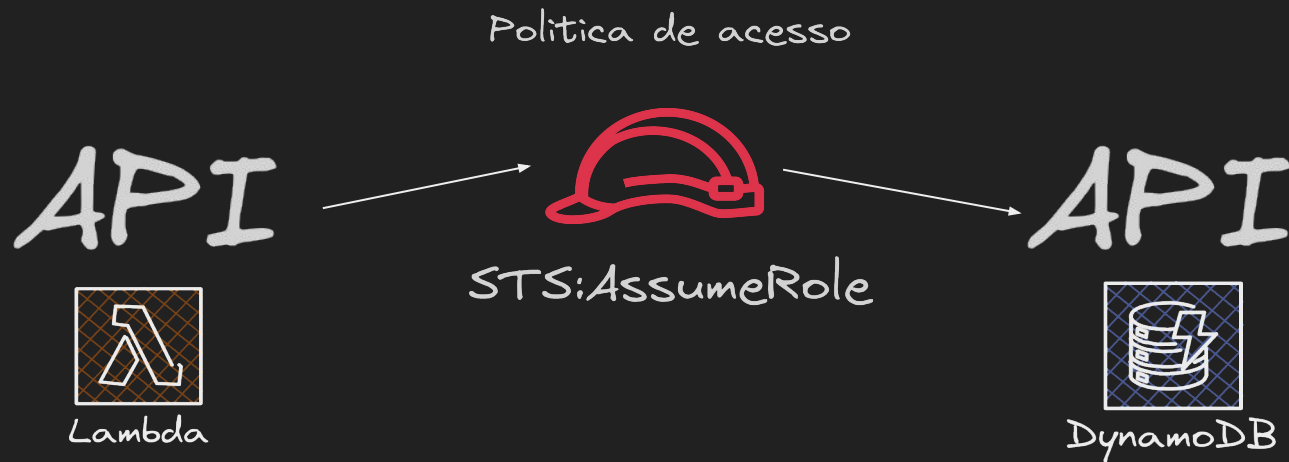 Politica de acesso
API
API
STS:AssumeRole
Lambda
DynamoDB